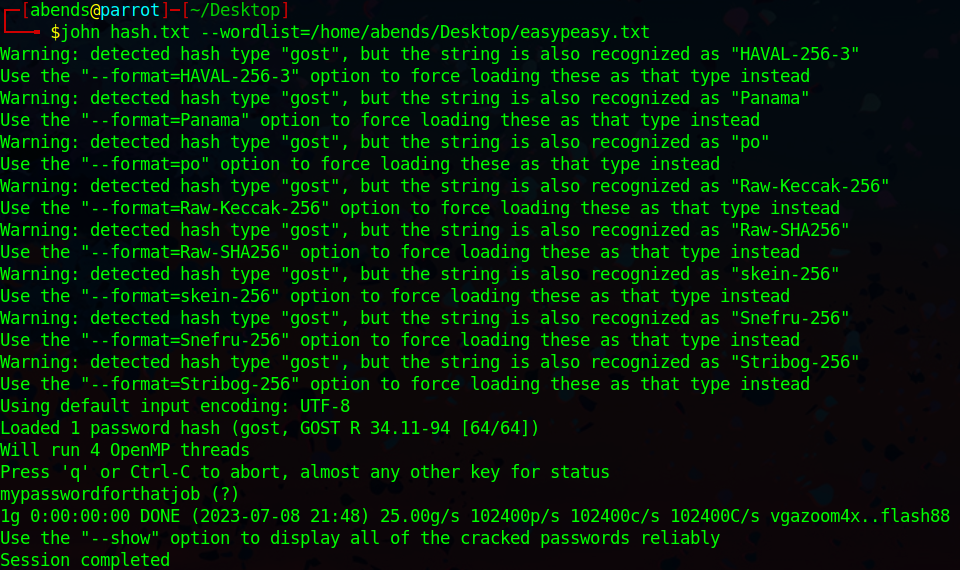 ┌─[abends@parrot]─[~/Desktop]
└──╼ $john hash.txt --wordlist=/home/abends/Desktop/easypeasy.txt
Warning: detected hash type "gost", but the string is also recognized as "HAVAL-256-3"
Use the "--format=HAVAL-256-3" option to force loading these as that type instead
Warning: detected hash type "gost", but the string is also recognized as "Panama"
Use the "--format=Panama" option to force loading these as that type instead
Warning: detected hash type "gost", but the string is also recognized as "po"
Use the "--format=po" option to force loading these as that type instead
Warning: detected hash type "gost", but the string is also recognized as "Raw-Keccak-256"
Use the "--format=Raw-Keccak-256" option to force loading these as that type instead
Warning: detected hash type "gost", but the string is also recognized as "Raw-SHA256"
Use the "--format=Raw-SHA256" option to force loading these as that type instead
Warning: detected hash type "gost", but the string is also recognized as "skein-256"
Use the "--format=skein-256" option to force loading these as that type instead
Warning: detected hash type "gost", but the string is also recognized as "Snefru-256"
Use the "--format=Snefru-256" option to force loading these as that type instead
Warning: detected hash type "gost", but the string is also recognized as "Stribog-256"
Use the "--format=Stribog-256" option to force loading these as that type instead
Using default input encoding: UTF-8
Loaded 1 password hash (gost, GOST R 34.11-94 [64/64])
Will run 4 OpenMP threads
Press 'q' or Ctrl-C to abort, almost any other key for status
mypasswordforthatjob (?)
1g 0:00:00:00 DONE (2023-07-08 21:48) 25.00g/s 102400p/s 102400c/s 102400C/s vgazoom4x..flash88
Use the "--show" option to display all of the cracked passwords reliably
Session completed